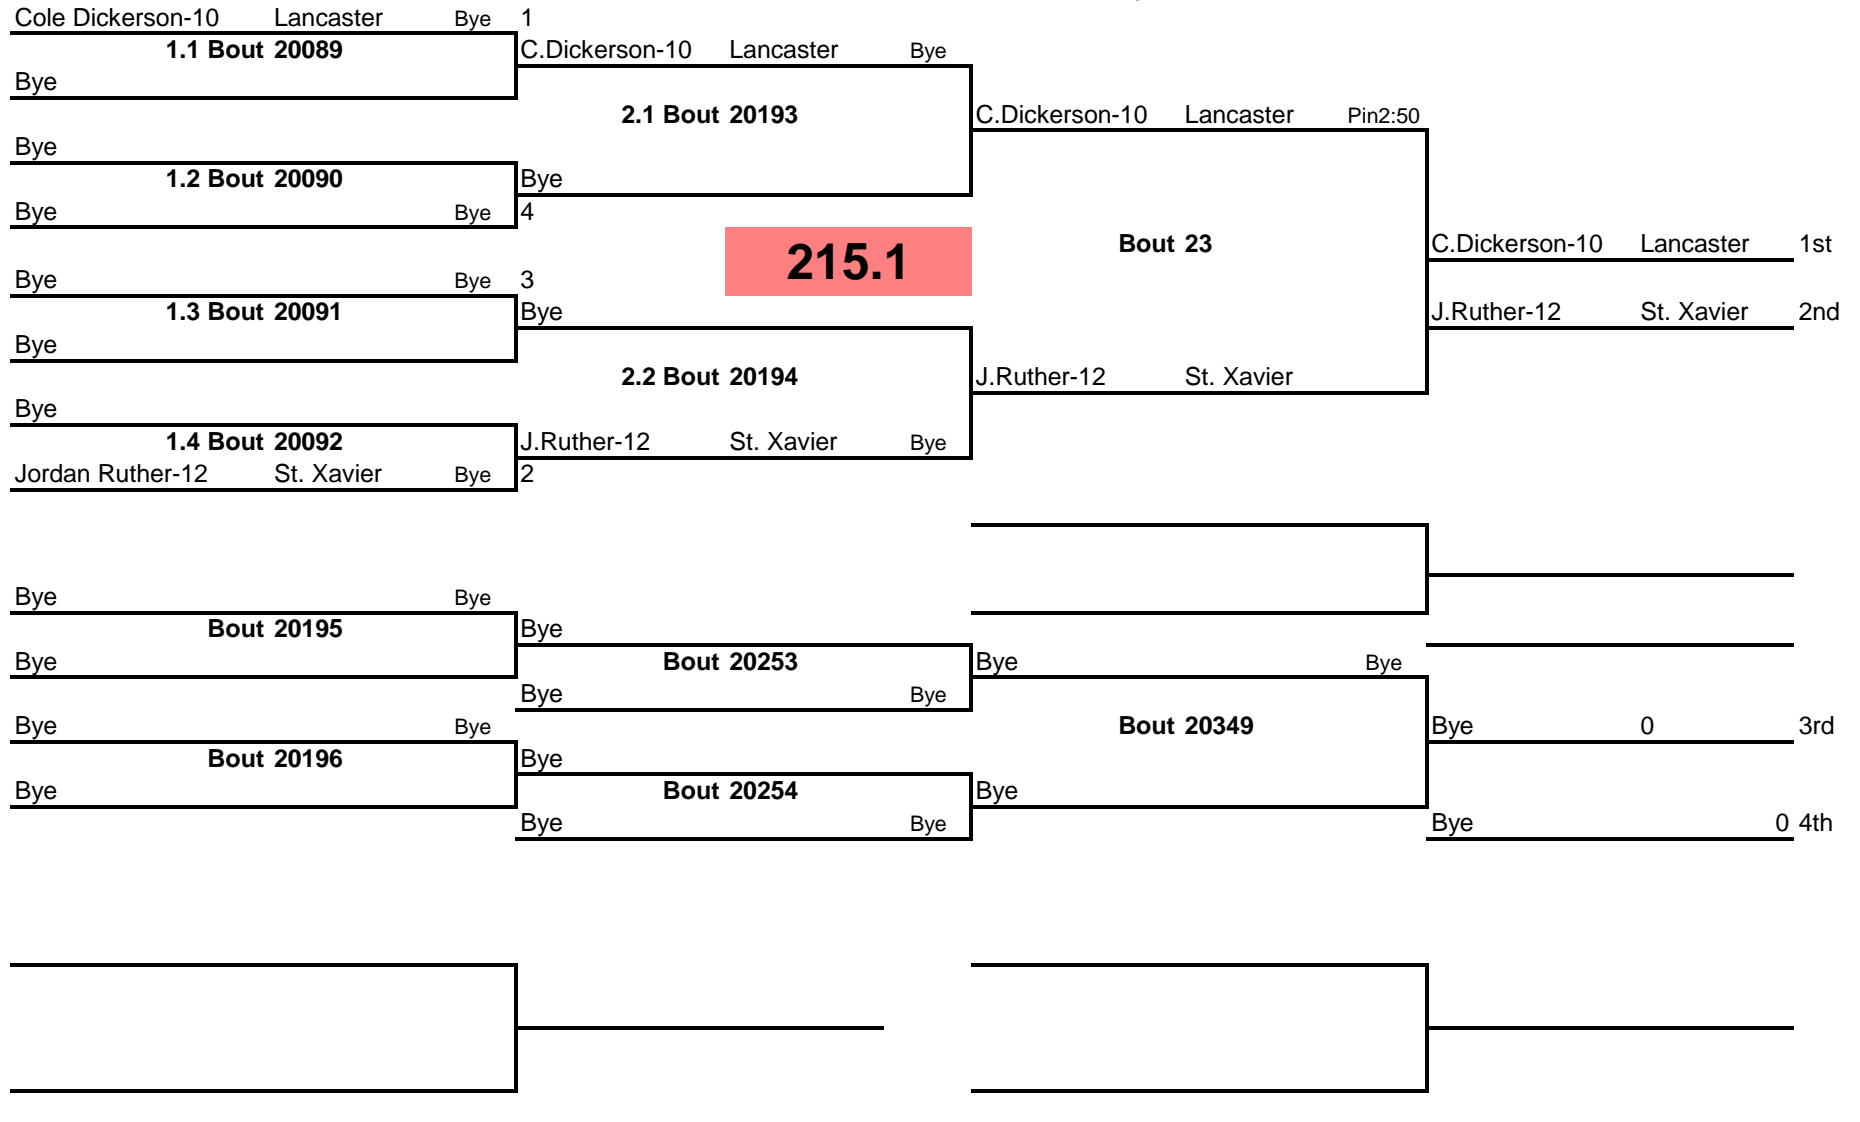 Cole Dickerson-10 Lancaster Bye 1
1.1 Bout 20089 C.Dickerson-10 Lancaster Bye
Bye
2.1 Bout 20193 C.Dickerson-10 Lancaster Pin2:50
Bye
1.2 Bout 20090 Bye
Bye Bye 4
215.1 Bout 23 C.Dickerson-10 Lancaster 1st
Bye Bye 3
1.3 Bout 20091 Bye J.Ruther-12 St. Xavier 2nd
Bye
2.2 Bout 20194 J.Ruther-12 St. Xavier
Bye
1.4 Bout 20092 J.Ruther-12 St. Xavier Bye
Jordan Ruther-12 St. Xavier Bye 2
Bye Bye
Bout 20195 Bye
Bye Bout 20253 Bye Bye
Bye Bye
Bye Bye Bout 20349 Bye 0 3rd
Bout 20196 Bye
Bye Bout 20254 Bye
Bye Bye Bye 0 4th